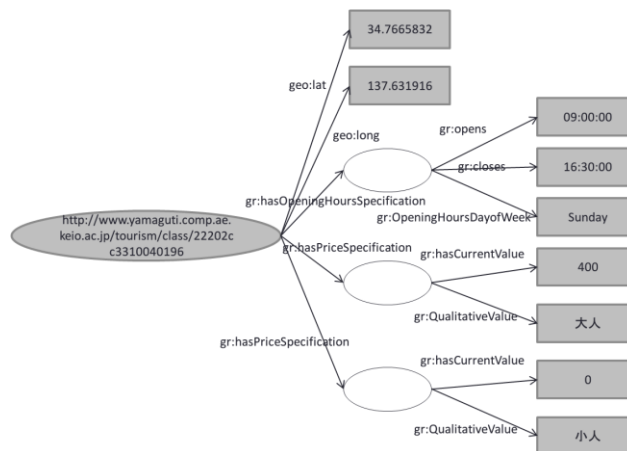 34.7665832
geo:lat
137.631916
geo:long
09:00:00
gr:opens
gr:closes
16:30:00
gr:hasOpeningHoursSpecification
gr:OpeningHoursDayofWeek
Sunday
http://www.yamaguti.comp.ae.
keio.ac.jp/tourism/class/22202c
c3310040196
gr:hasPriceSpecification
gr:hasCurrentValue
400
gr:QualitativeValue
大人
gr:hasPriceSpecification
gr:hasCurrentValue
0
gr:QualitativeValue
小人